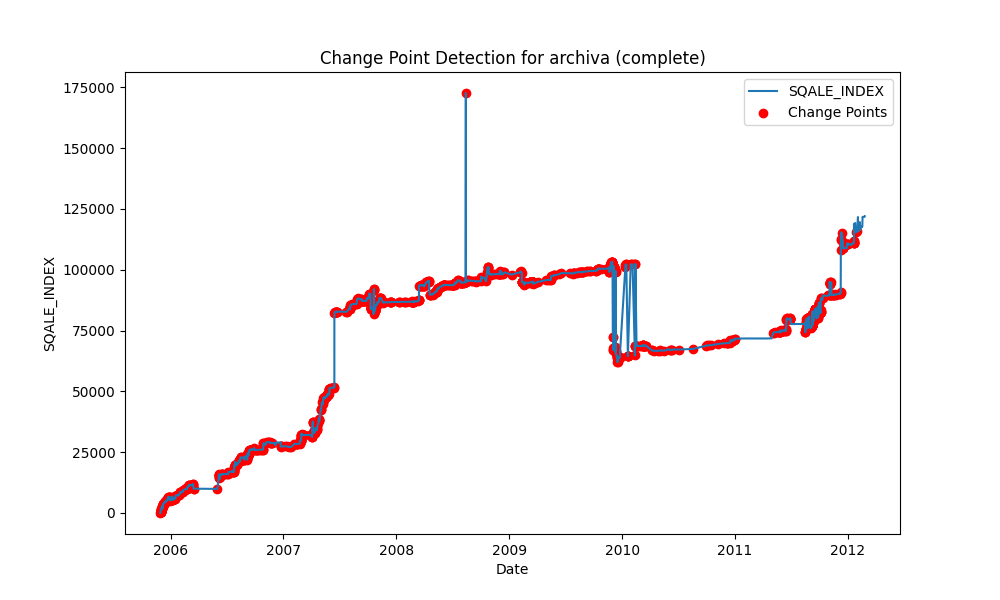 Change Point Detection for archiva (complete)
SQALE_INDEX
Change Points
175000
150000
125000
100000
75000
50000
25000
0
SQALE_INDEX
2006 2007 2008 2009 2010 2011 2012
Date